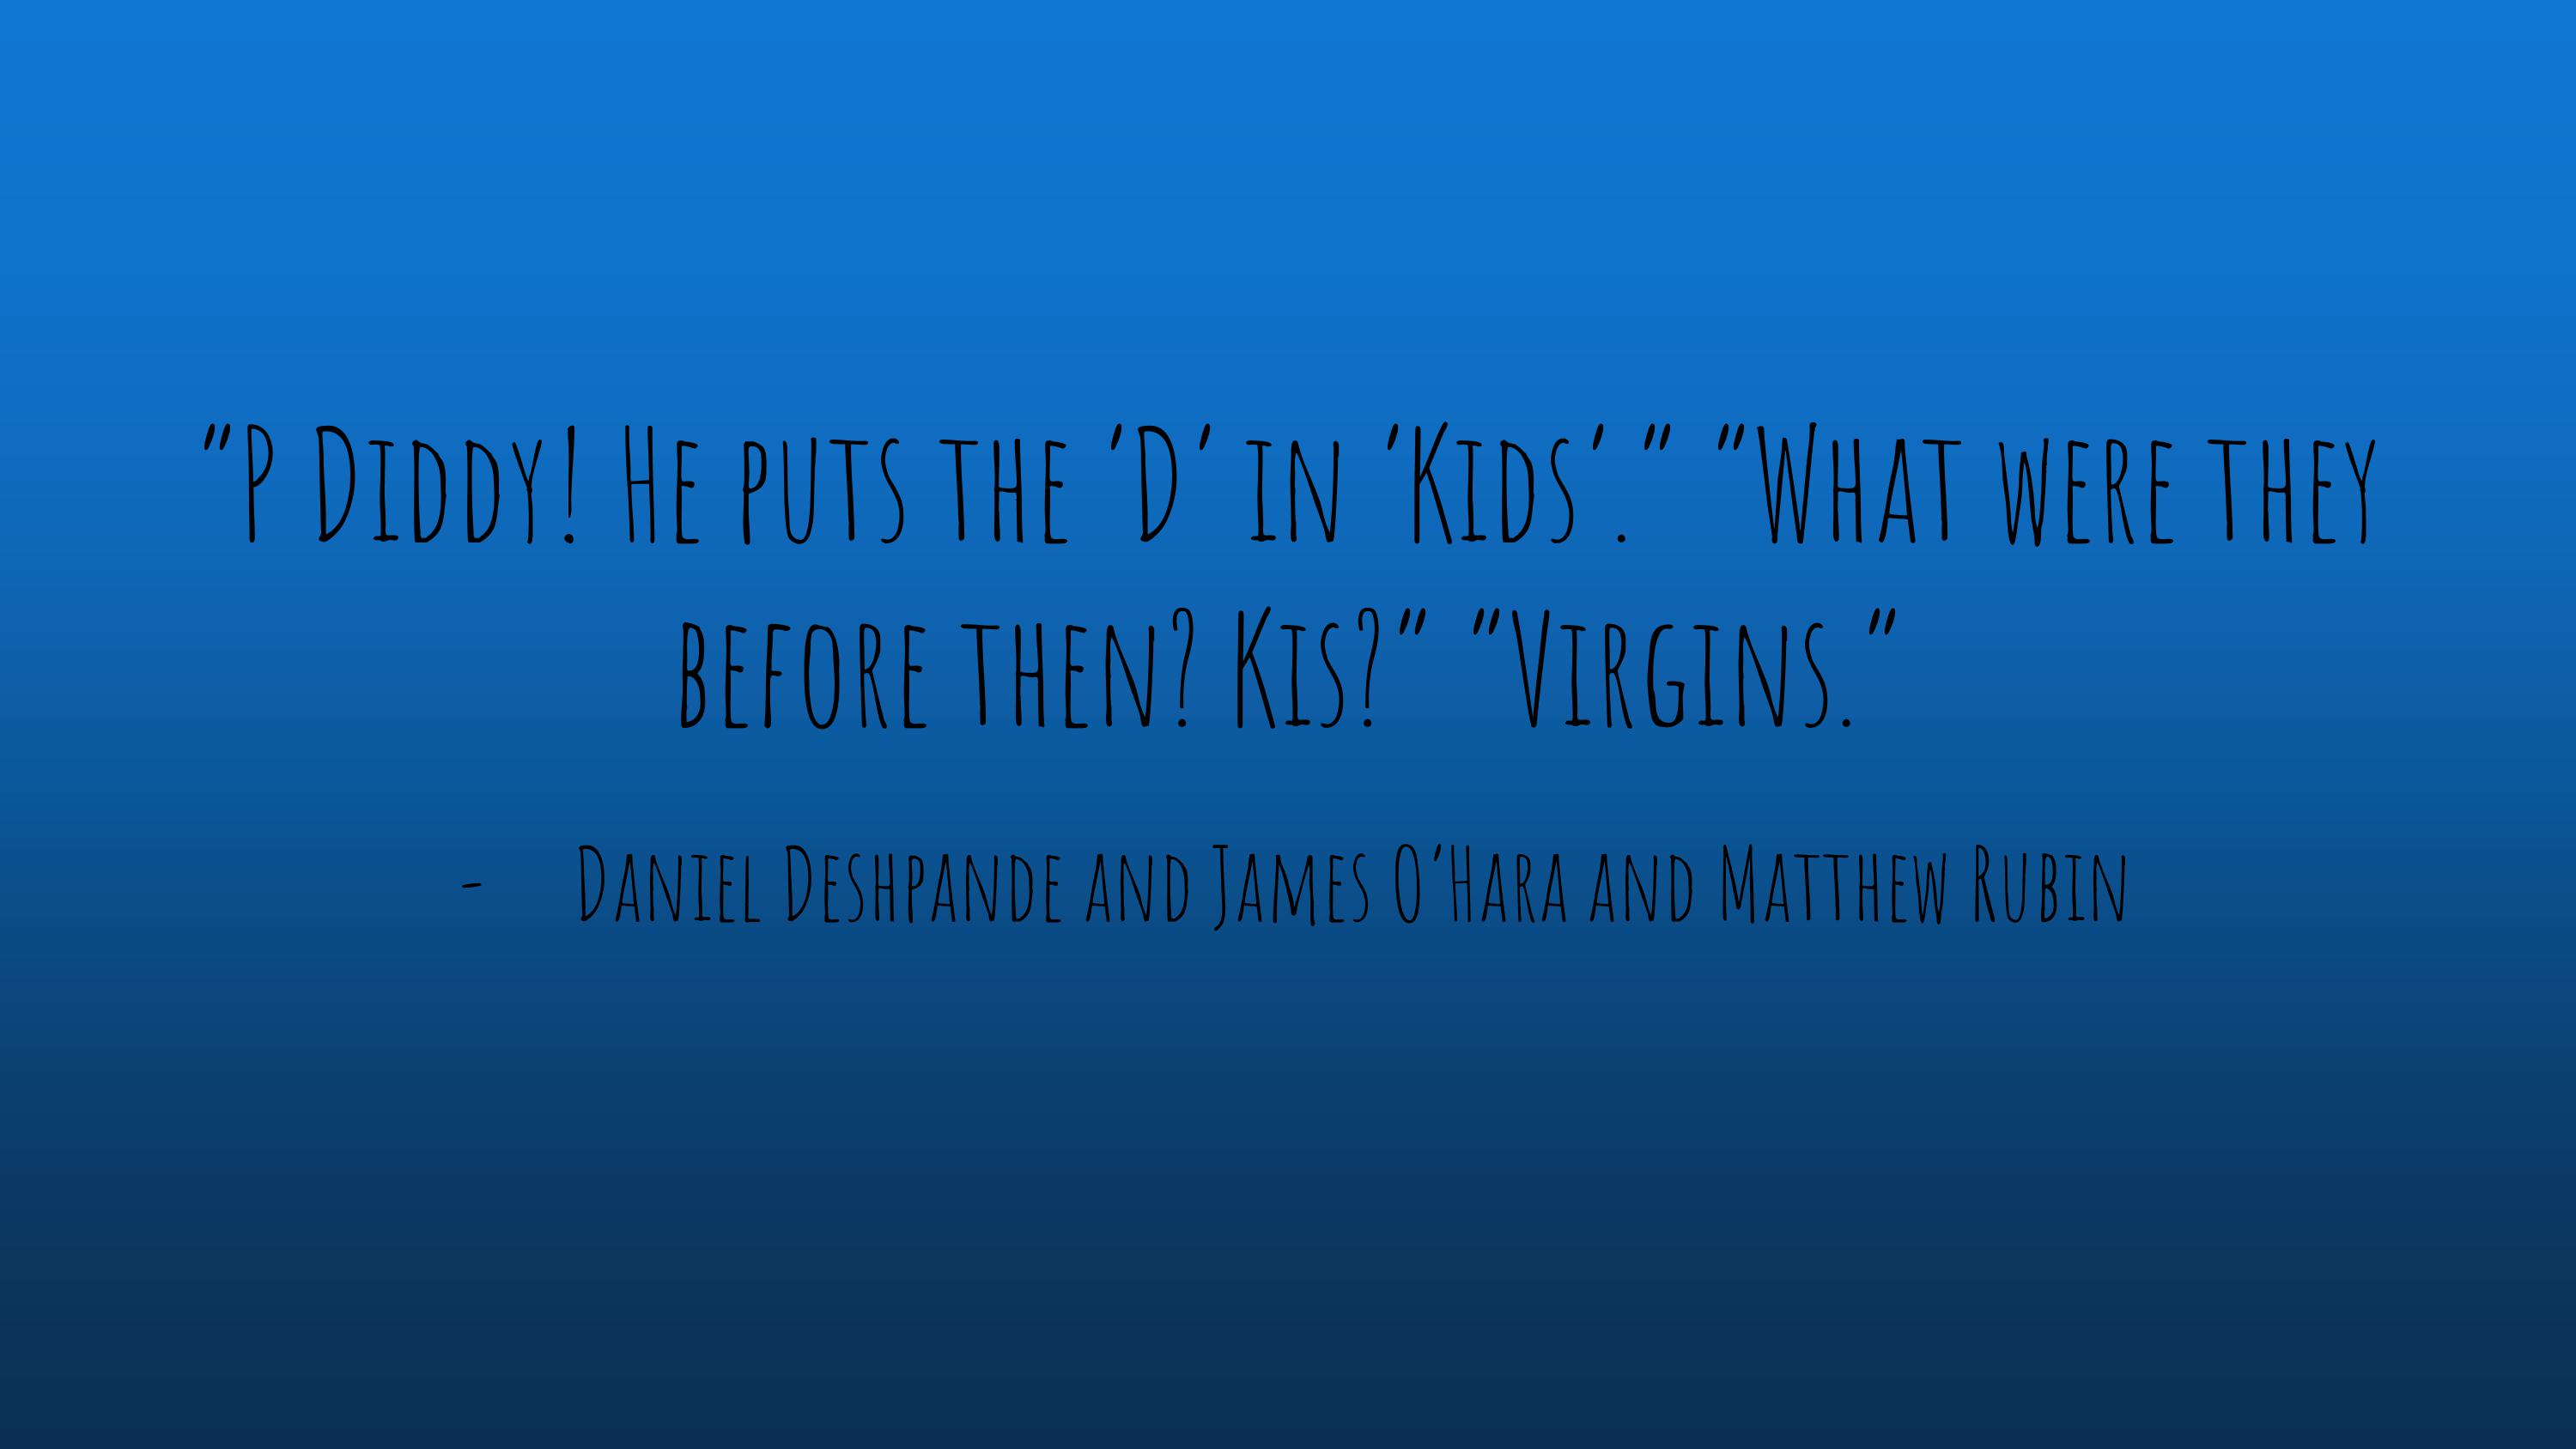 "P Diddy! He puts the 'D' in 'Kids'." "What were they
before then? Kis?" "Virgins."
- Daniel Deshpande and James O'Hara and Matthew Rubin